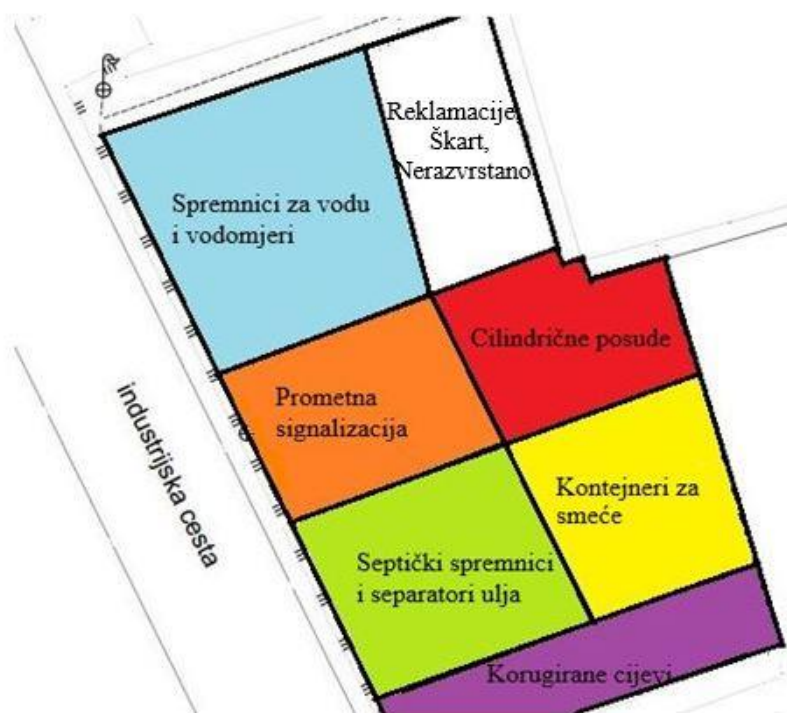 Reklamacije,
Škart,
Nerazvrstano
Spremnici za vodu
i vodomjeri
Cilindrične posude
Prometna
signalizacija
industrijska cesta
Kontejneri za
smeće
Septički spremnici
i separatori ulja
Korugirane cijevi